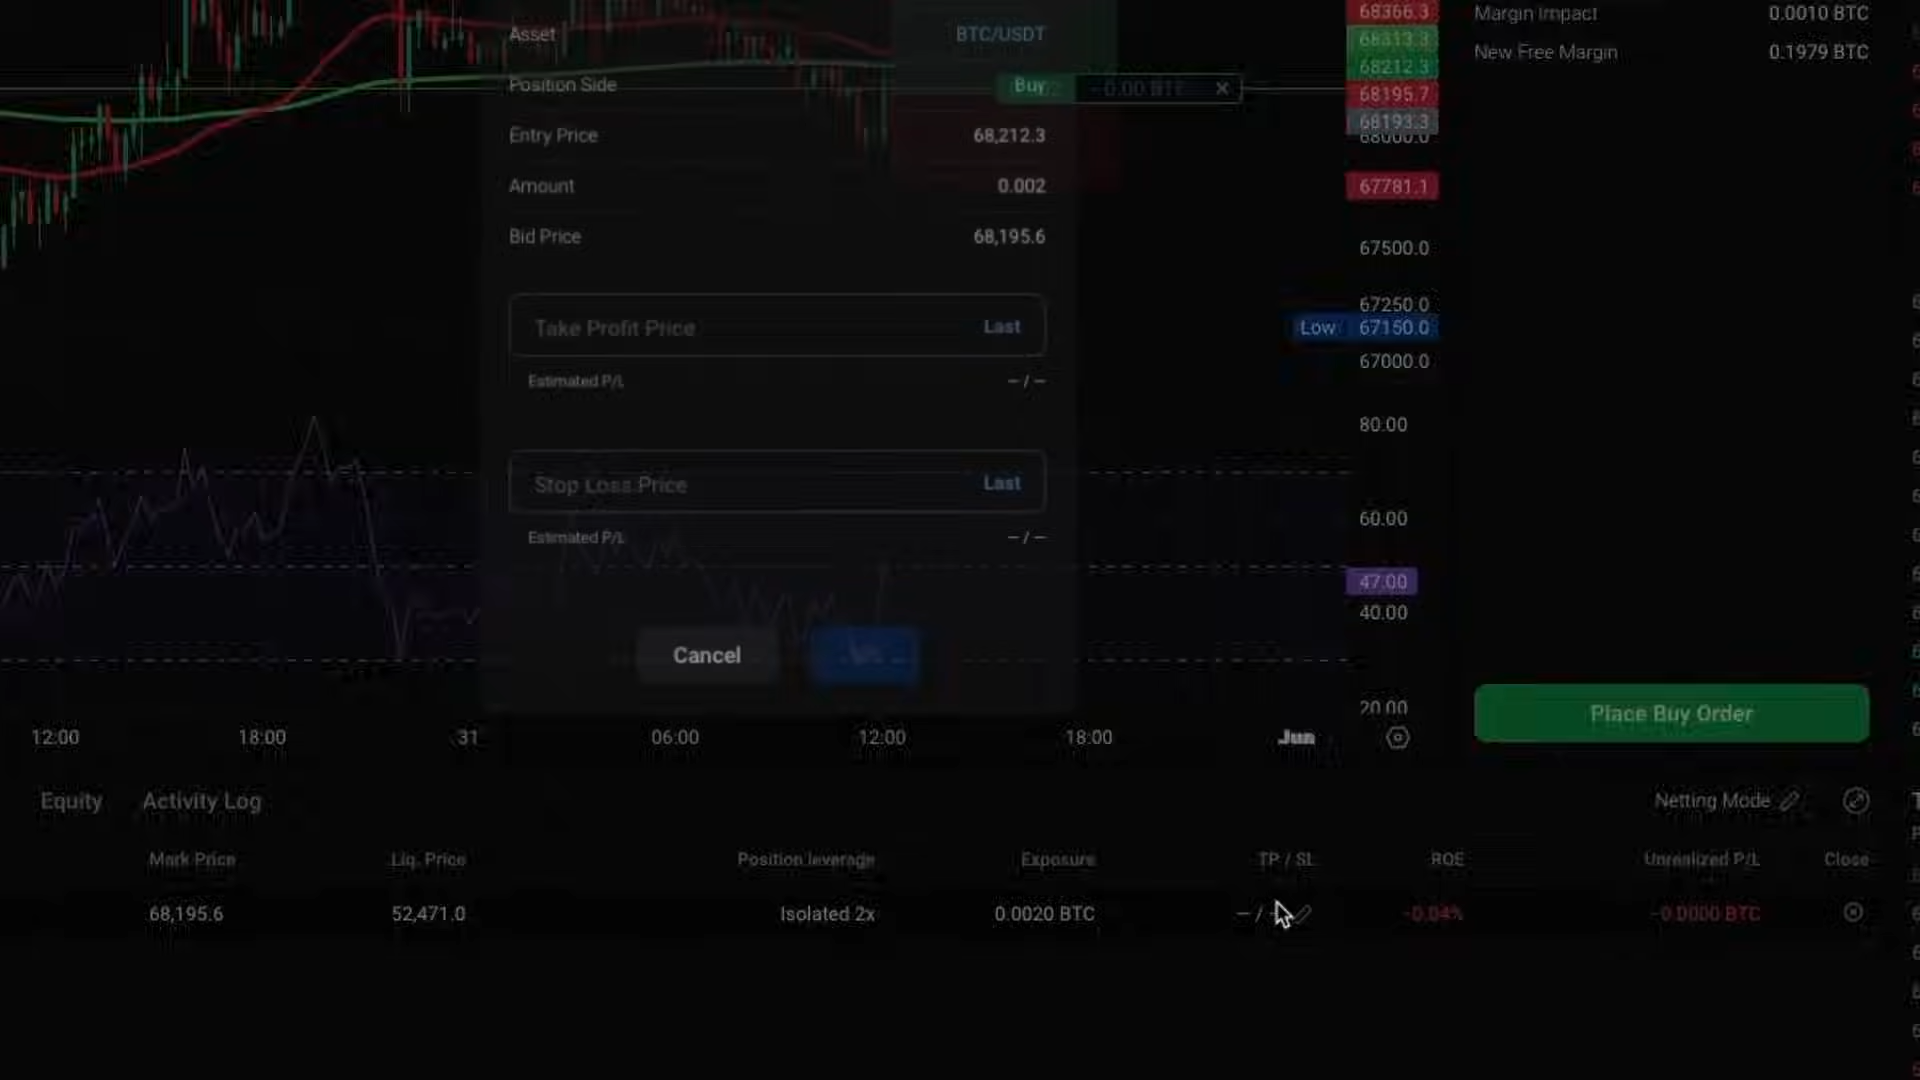 Asset BTC/USDT
Position Side Buy
Entry Price 68,212.3
Amount 0.002
Bid Price 68,195.6
Take Profit Price Last
Estimated P/L – / –
Stop Loss Price Last
Estimated P/L – / –
Cancel
-0.00 BTC
68366.3
68313.3
68212.3
68195.7
68193.3
68000.0
67781.1
67500.0
67250.0
Low 67150.0
67000.0
80.00
60.00
47.00
40.00
20.00
12:00 18:00 31 06:00 12:00 18:00 Jun
Margin Impact 0.0010 BTC
New Free Margin 0.1979 BTC
Place Buy Order
Equity Activity Log Netting Mode
Mark Price Liq. Price Position leverage Exposure TP / SL ROE Unrealized P/L Close
68,195.6 52,471.0 Isolated 2x 0.0020 BTC – / -0.04% -0.0000 BTC